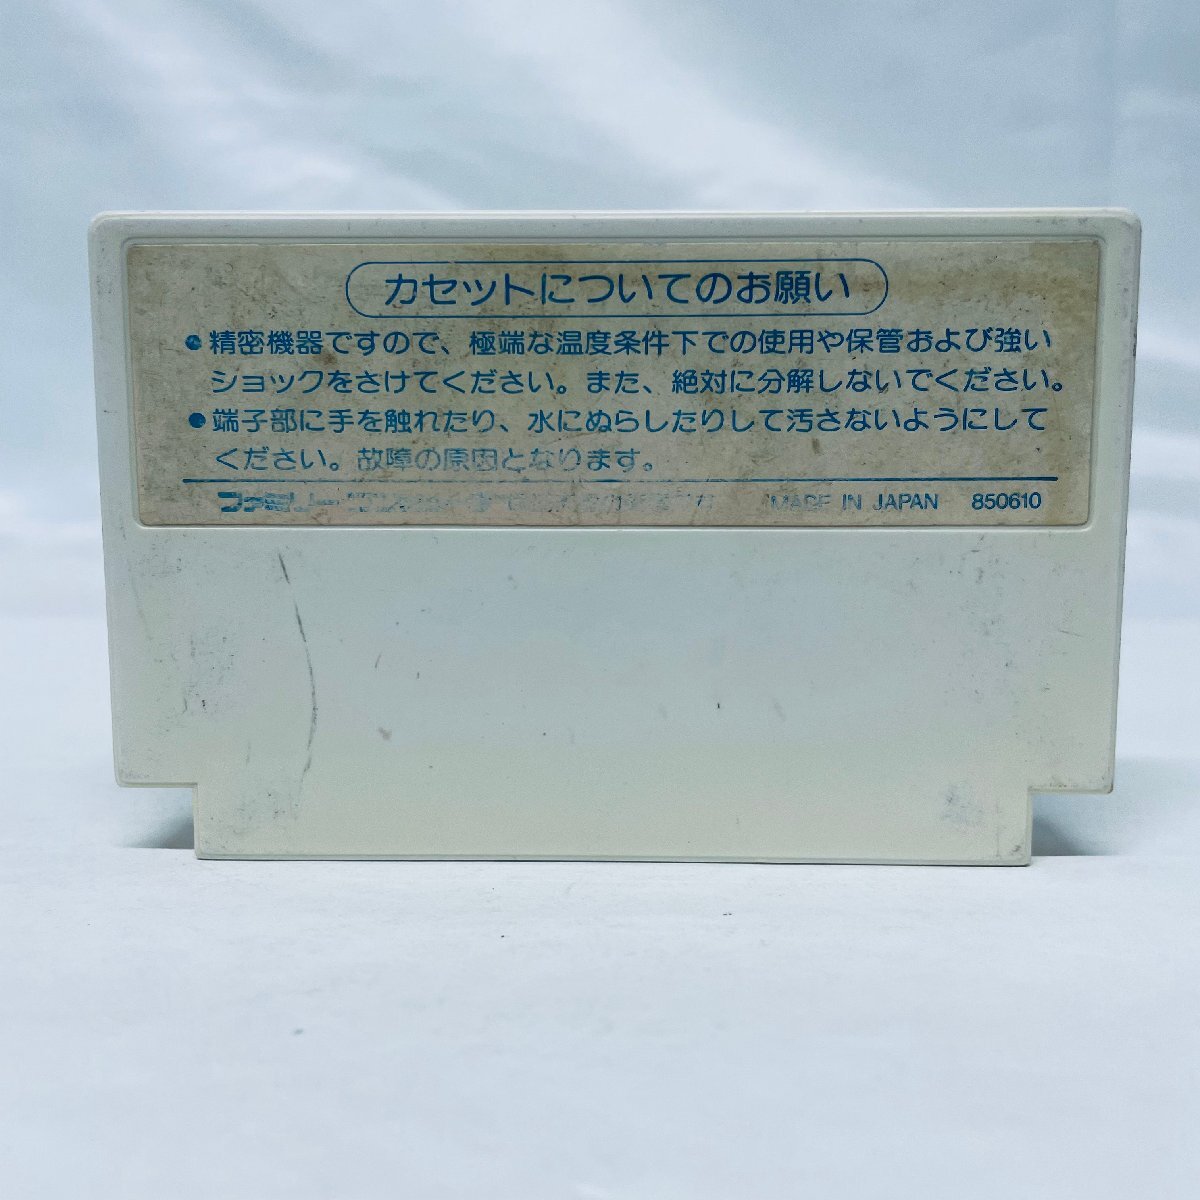 カセットについてのお願い
●精密機器ですので、極端な温度条件下での使用や保管および強い
ショックをさけてください。また、絶対に分解しないでください。
●端子部に手を触れたり、水にぬらしたりして汚さないようにして
ください。故障の原因となります。
ファミリー MADE IN JAPAN 850610